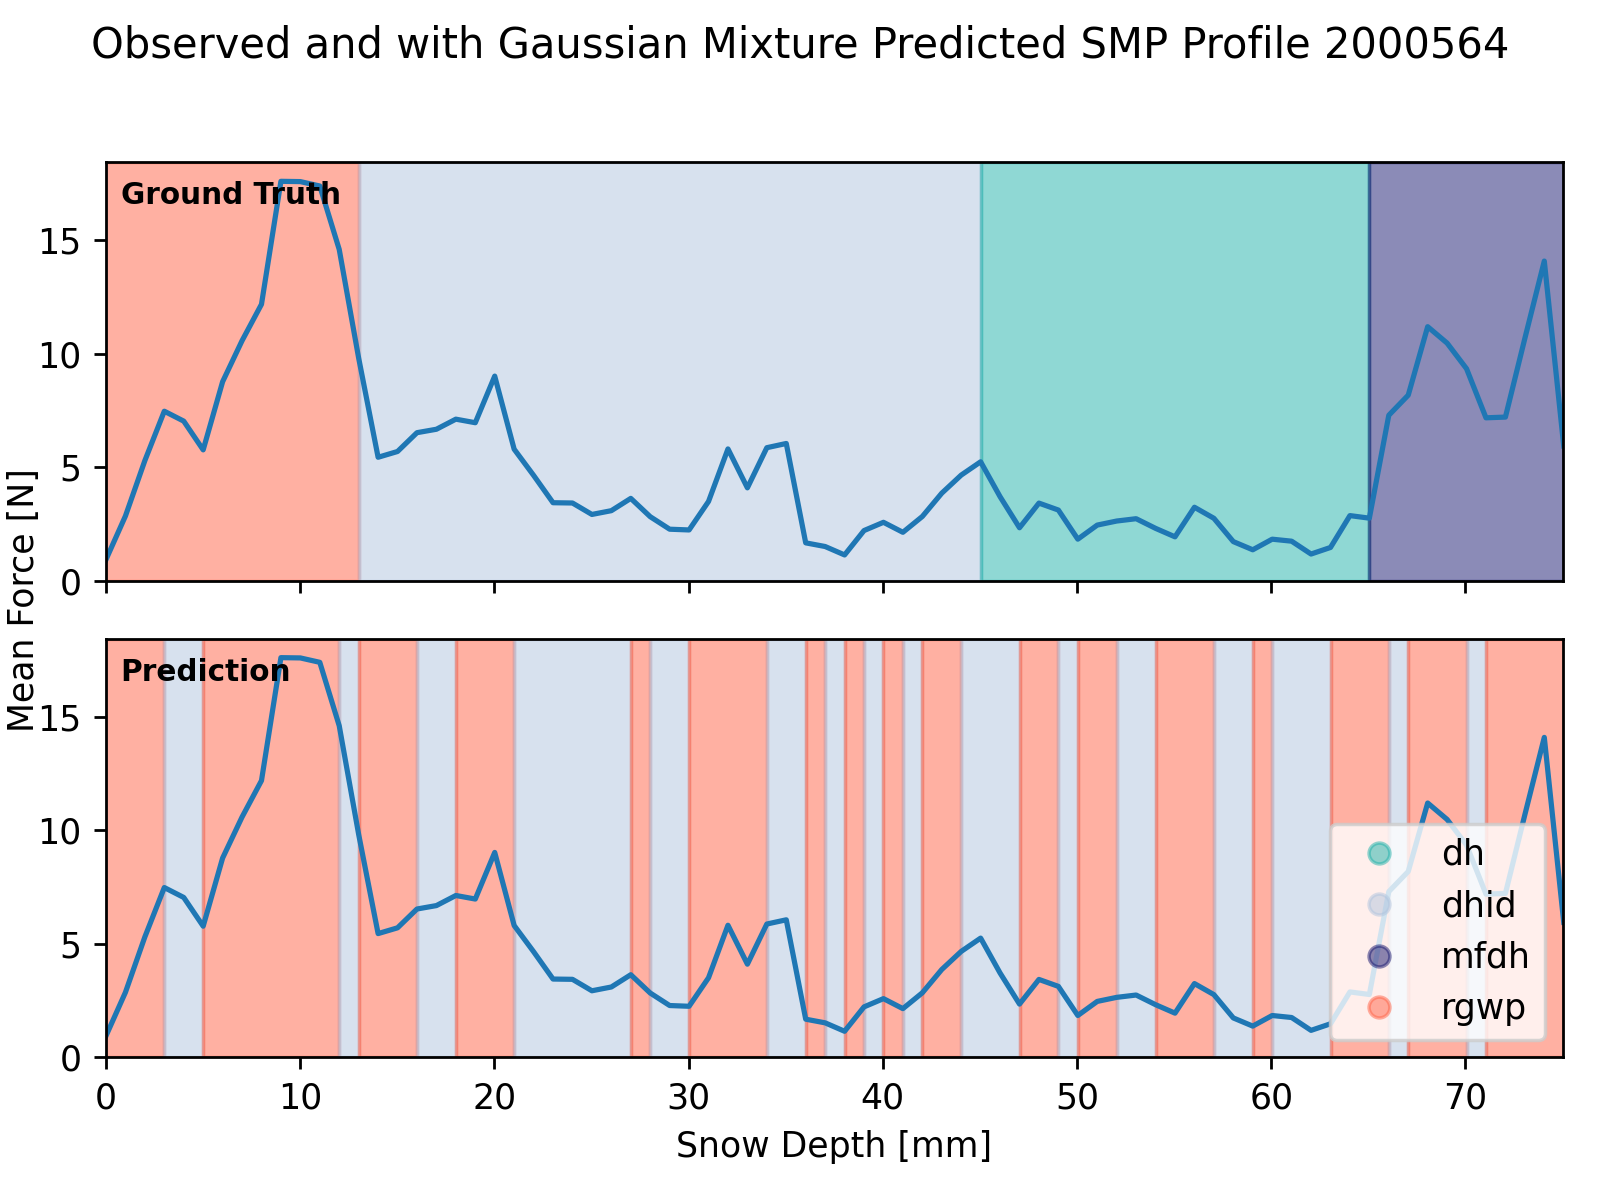 Observed and with Gaussian Mixture Predicted SMP Profile 2000564
Ground Truth
15
10
5
0
Mean Force [N]
Prediction
15
10
5
0
dh
dhid
mfdh
rgwp
0 10 20 30 40 50 60 70
Snow Depth [mm]